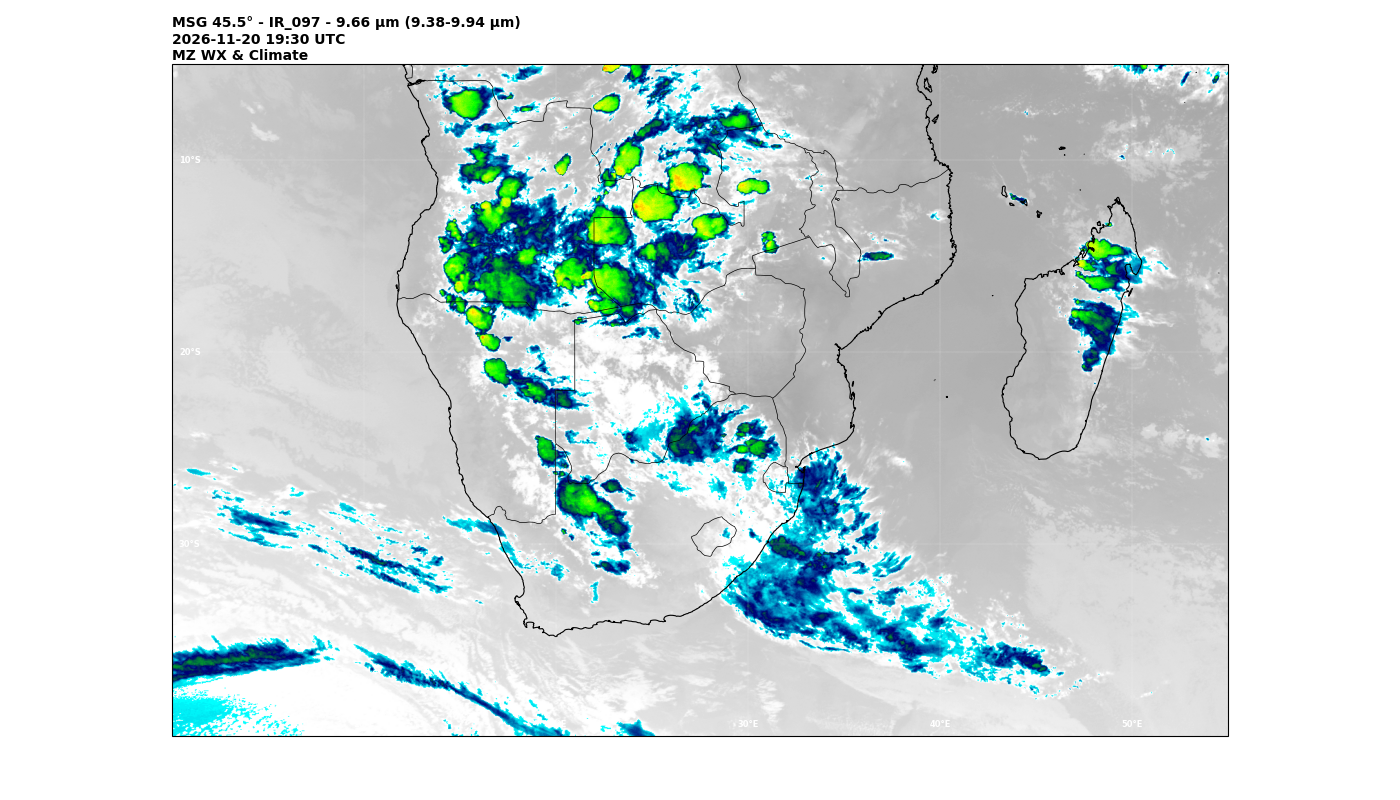 MSG 45.5° - IR_097 - 9.66 μm (9.38-9.94 μm)
2026-11-20 19:30 UTC
MZ WX & Climate
10°S
20°S
30°S
30°E
40°E
50°E